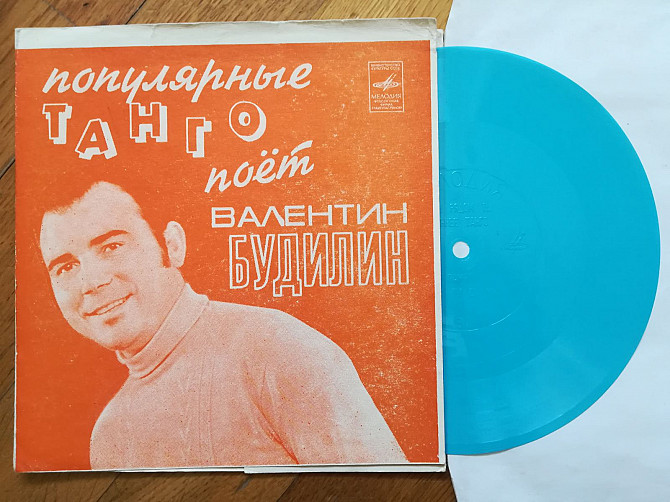 популярные
ТАНГО
поёт
ВАЛЕНТИН
БУДИЛИН
МЕЛОДИЯ